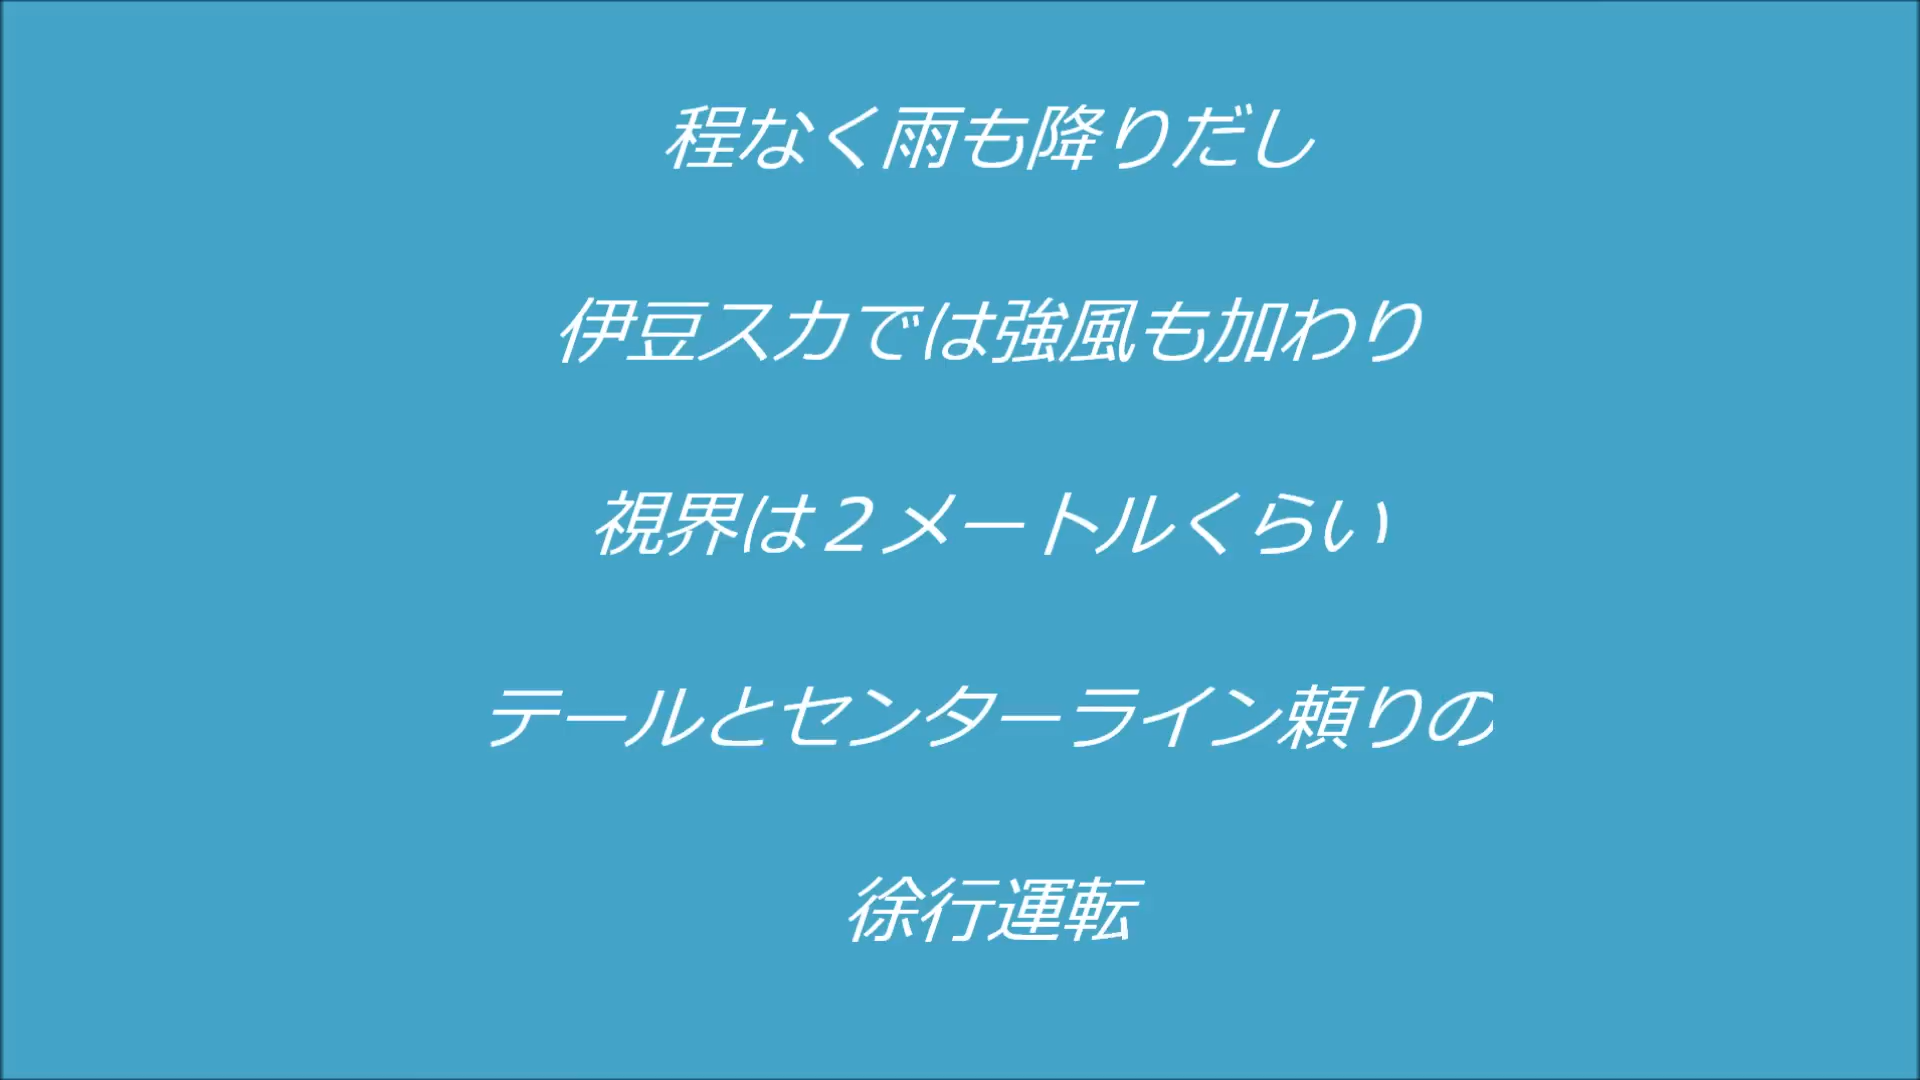 程なく雨も降りだし
伊豆スカでは強風も加わり
視界は２メートルくらい
テールとセンターライン頼りの
徐行運転